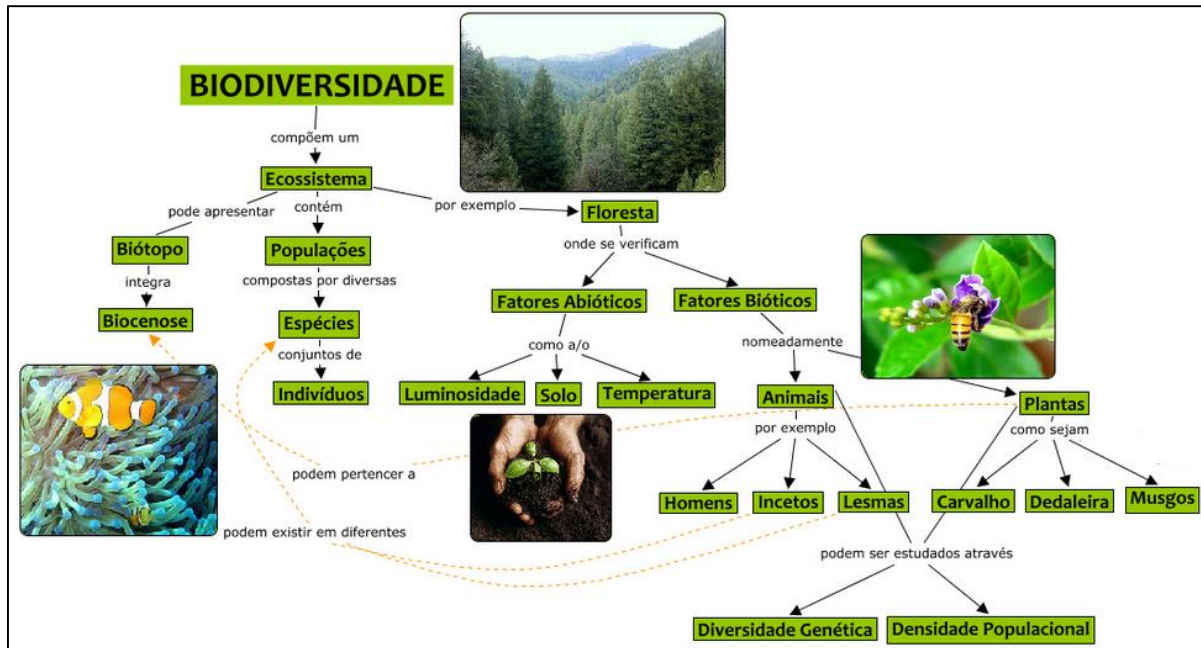 BIODIVERSIDADE
compõem um
Ecossistema
pode apresentar
contém
por exemplo
Floresta
Biótopo
Populações
onde se verificam
integra
compostas por diversas
Fatores Abióticos
Fatores Bióticos
Biocenose
Espécies
como a/o
nomeadamente
conjuntos de
Indivíduos
Luminosidade
Solo
Temperatura
Animais
Plantas
por exemplo
como sejam
podem pertencer a
Homens
Incetos
Lesmas
Carvalho
Dedaleira
Musgos
podem existir em diferentes
podem ser estudados através
Diversidade Genética
Densidade Populacional